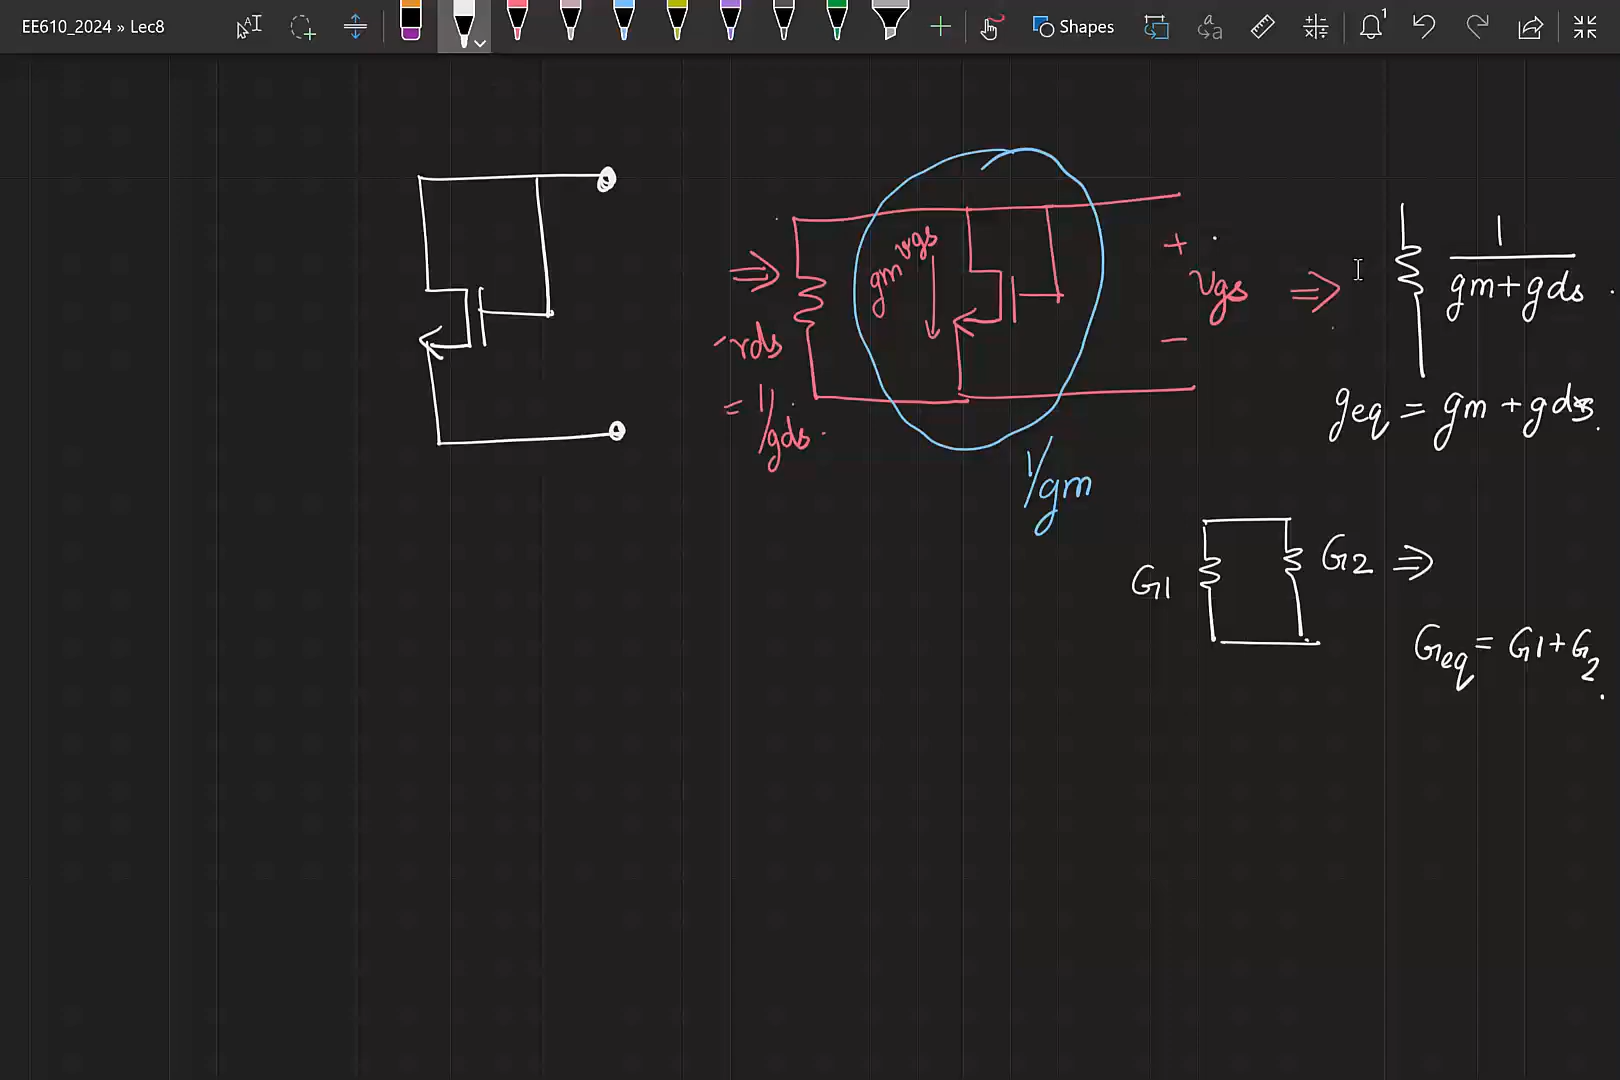 EE610_2024 » Lec8
Shapes
1
gm vgs
+
vgs
-
⇒
rds
= 1/gds.
1/gm
⇒
1
gm+gds.
geq = gm + gds.
G1
G2 ⇒
Geq = G1+G2.